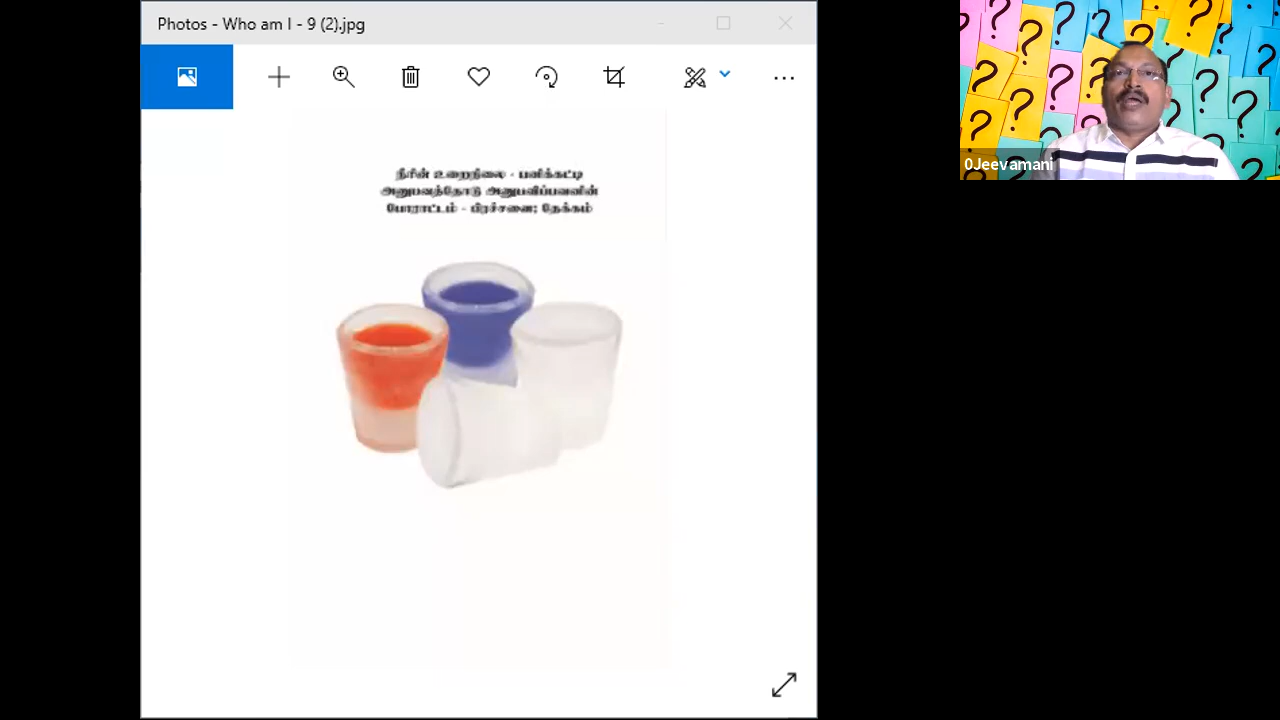 Photos - Who am I - 9 (2).jpg
நீரின் உறைநிலை - பனிக்கட்டி
அனுபவத்தோடு அனுபவிப்பவனின்
போராட்டம் - பிரச்சனை; தேக்கம்
0Jeevamani